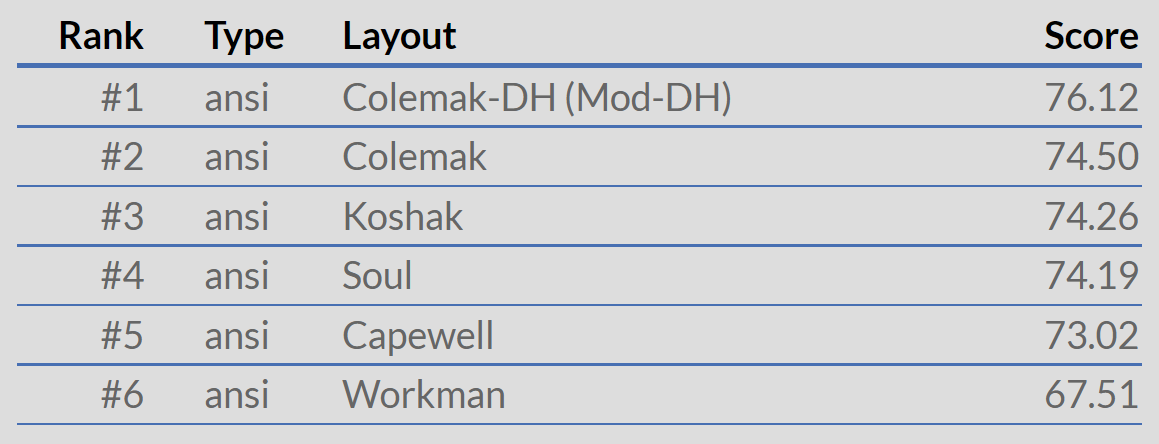 Rank Type Layout Score
#1 ansi Colemak-DH (Mod-DH) 76.12
#2 ansi Colemak 74.50
#3 ansi Koshak 74.26
#4 ansi Soul 74.19
#5 ansi Capewell 73.02
#6 ansi Workman 67.51